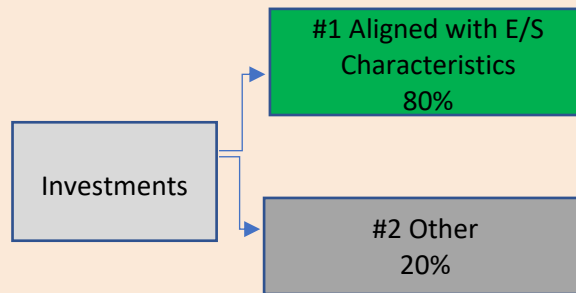 #1 Aligned with E/S
Characteristics
80%
Investments
#2 Other
20%